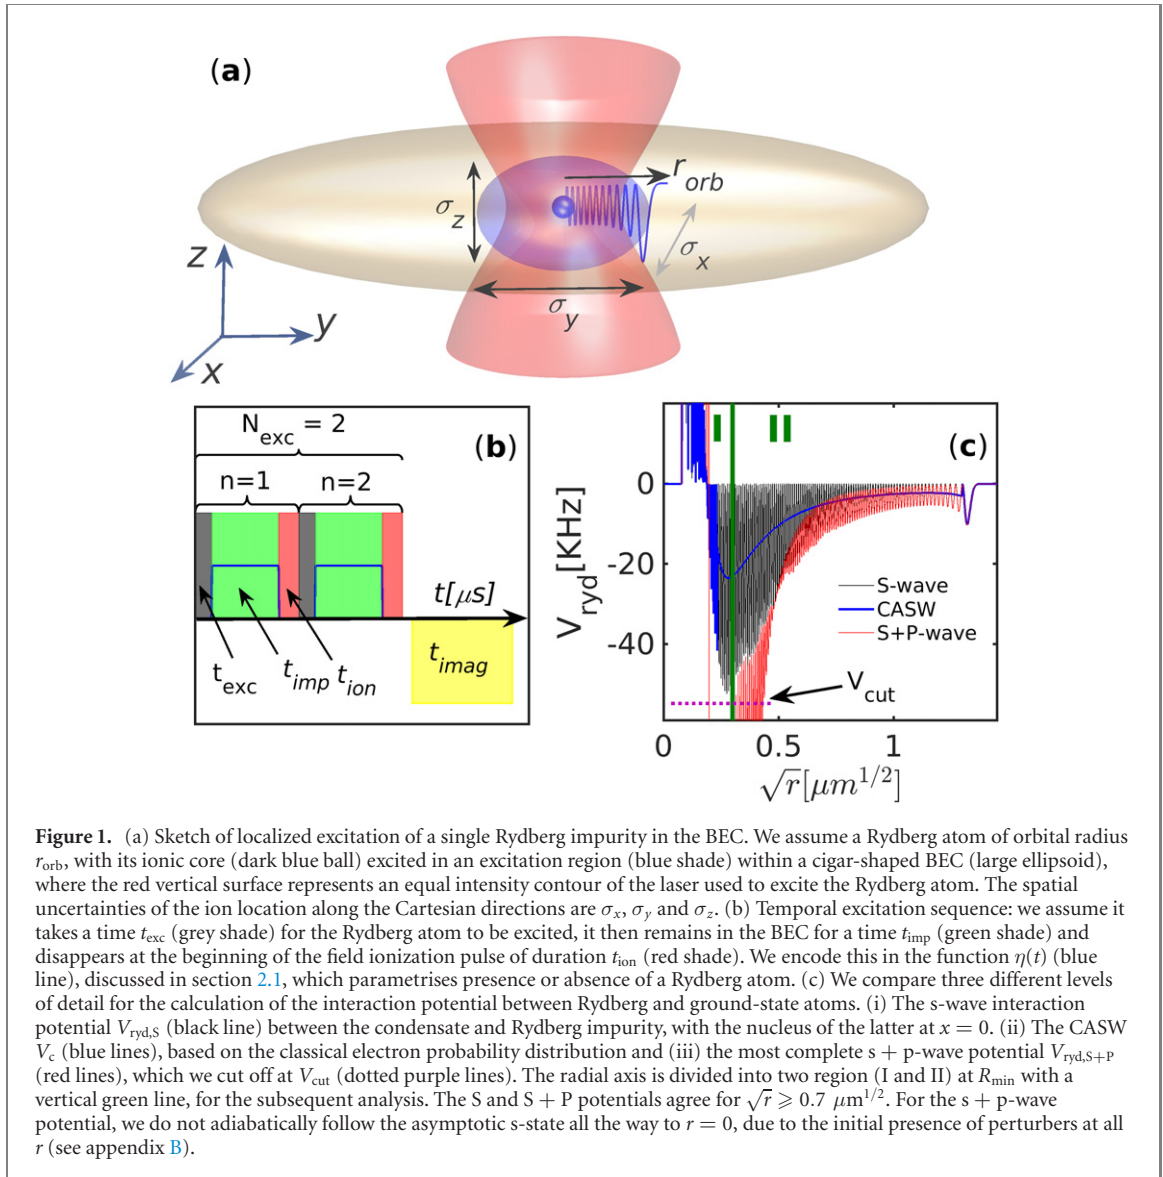 (a)
r_orb
σ_z
σ_x
σ_y
z
y
x
N_exc = 2
(b)
n=1 n=2
t[μs]
t_exc t_imp t_ion
t_imag
I II
(c)
0
-20
-40
V_ryd[KHz]
S-wave
CASW
S+P-wave
V_cut
0 0.5 1
√r[μm^1/2]
Figure 1. (a) Sketch of localized excitation of a single Rydberg impurity in the BEC. We assume a Rydberg atom of orbital radius
r_orb, with its ionic core (dark blue ball) excited in an excitation region (blue shade) within a cigar-shaped BEC (large ellipsoid),
where the red vertical surface represents an equal intensity contour of the laser used to excite the Rydberg atom. The spatial
uncertainties of the ion location along the Cartesian directions are σ_x, σ_y and σ_z. (b) Temporal excitation sequence: we assume it
takes a time t_exc (grey shade) for the Rydberg atom to be excited, it then remains in the BEC for a time t_imp (green shade) and
disappears at the beginning of the field ionization pulse of duration t_ion (red shade). We encode this in the function η(t) (blue
line), discussed in section 2.1, which parametrises presence or absence of a Rydberg atom. (c) We compare three different levels
of detail for the calculation of the interaction potential between Rydberg and ground-state atoms. (i) The s-wave interaction
potential V_ryd,S (black line) between the condensate and Rydberg impurity, with the nucleus of the latter at x = 0. (ii) The CASW
V_c (blue lines), based on the classical electron probability distribution and (iii) the most complete s + p-wave potential V_ryd,S+P
(red lines), which we cut off at V_cut (dotted purple lines). The radial axis is divided into two region (I and II) at R_min with a
vertical green line, for the subsequent analysis. The S and S + P potentials agree for √r ⩾ 0.7 μm^1/2. For the s + p-wave
potential, we do not adiabatically follow the asymptotic s-state all the way to r = 0, due to the initial presence of perturbers at all
r (see appendix B).